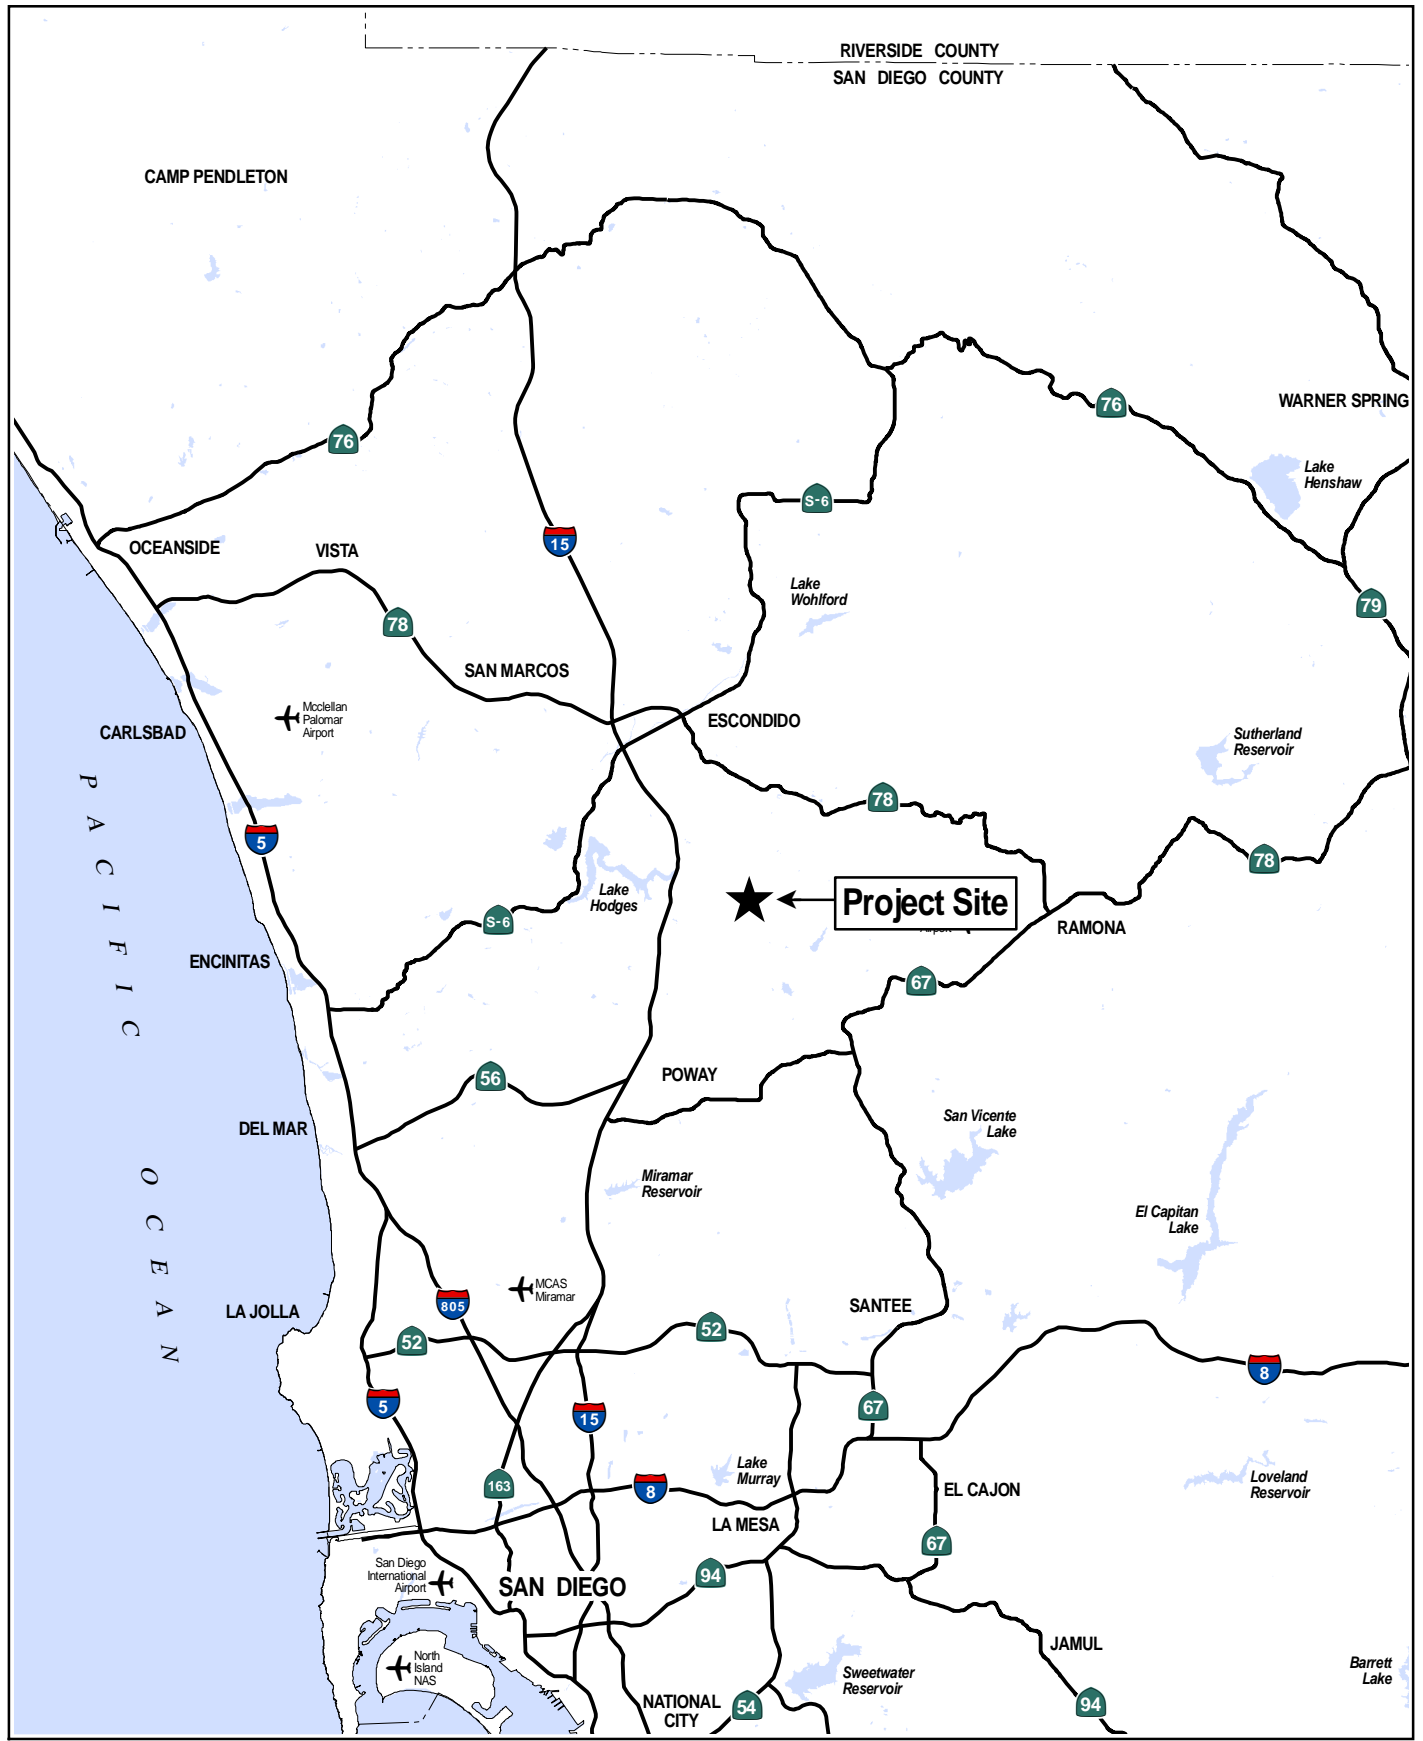 RIVERSIDE COUNTY
SAN DIEGO COUNTY
CAMP PENDLETON
WARNER SPRING
76
76
Lake
Henshaw
S-6
15
OCEANSIDE
VISTA
Lake
Wohlford
79
78
SAN MARCOS
Mcclellan
Palomar
Airport
CARLSBAD
ESCONDIDO
Sutherland
Reservoir
78
5
78
PACIFIC
Lake
Hodges
Project Site
S-6
RAMONA
ENCINITAS
67
56
POWAY
DEL MAR
San Vicente
Lake
OCEAN
Miramar
Reservoir
El Capitan
Lake
MCAS
Miramar
LA JOLLA
805
SANTEE
52
52
8
5
15
67
Lake
Murray
163
8
EL CAJON
Loveland
Reservoir
LA MESA
67
San Diego
International
Airport
SAN DIEGO
94
JAMUL
North
Island
NAS
Sweetwater
Reservoir
Barrett
Lake
NATIONAL
CITY
54
94